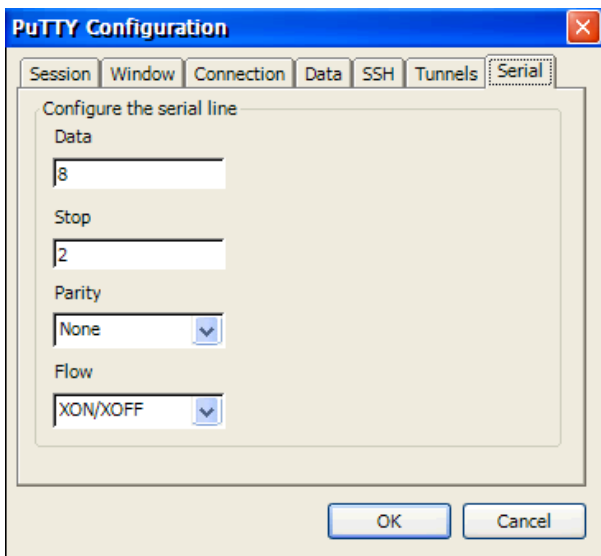 PuTTY Configuration
Session Window Connection Data SSH Tunnels Serial
Configure the serial line
Data
8
Stop
2
Parity
None
Flow
XON/XOFF
OK Cancel